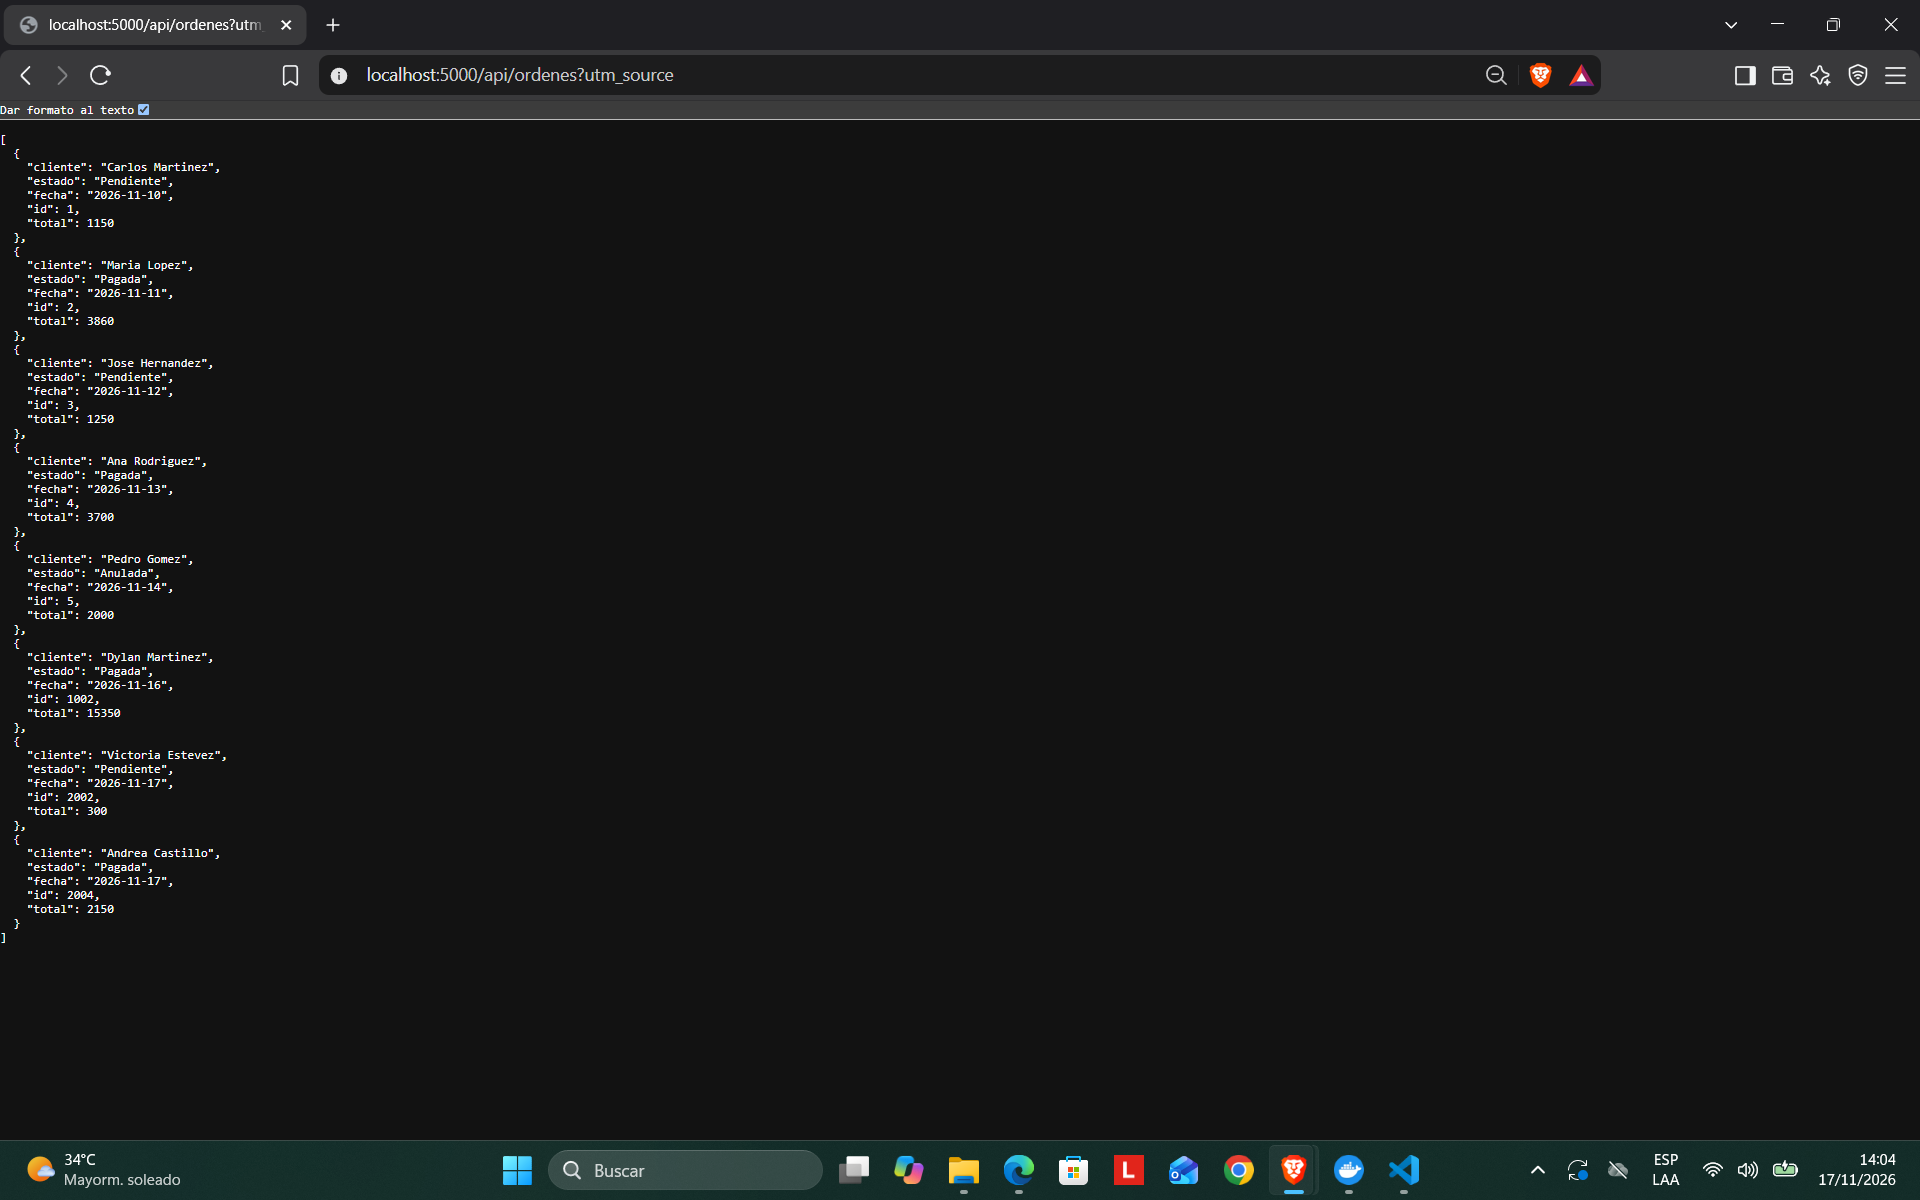 localhost:5000/api/ordenes?utm_
localhost:5000/api/ordenes?utm_source
Dar formato al texto
[
  {
    "cliente": "Carlos Martinez",
    "estado": "Pendiente",
    "fecha": "2026-11-10",
    "id": 1,
    "total": 1150
  },
  {
    "cliente": "Maria Lopez",
    "estado": "Pagada",
    "fecha": "2026-11-11",
    "id": 2,
    "total": 3860
  },
  {
    "cliente": "Jose Hernandez",
    "estado": "Pendiente",
    "fecha": "2026-11-12",
    "id": 3,
    "total": 1250
  },
  {
    "cliente": "Ana Rodriguez",
    "estado": "Pagada",
    "fecha": "2026-11-13",
    "id": 4,
    "total": 3700
  },
  {
    "cliente": "Pedro Gomez",
    "estado": "Anulada",
    "fecha": "2026-11-14",
    "id": 5,
    "total": 2000
  },
  {
    "cliente": "Dylan Martinez",
    "estado": "Pagada",
    "fecha": "2026-11-16",
    "id": 1002,
    "total": 15350
  },
  {
    "cliente": "Victoria Estevez",
    "estado": "Pendiente",
    "fecha": "2026-11-17",
    "id": 2002,
    "total": 300
  },
  {
    "cliente": "Andrea Castillo",
    "estado": "Pagada",
    "fecha": "2026-11-17",
    "id": 2004,
    "total": 2150
  }
]
34°C
Mayorm. soleado
Buscar
L
ESP
LAA
14:04
17/11/2026